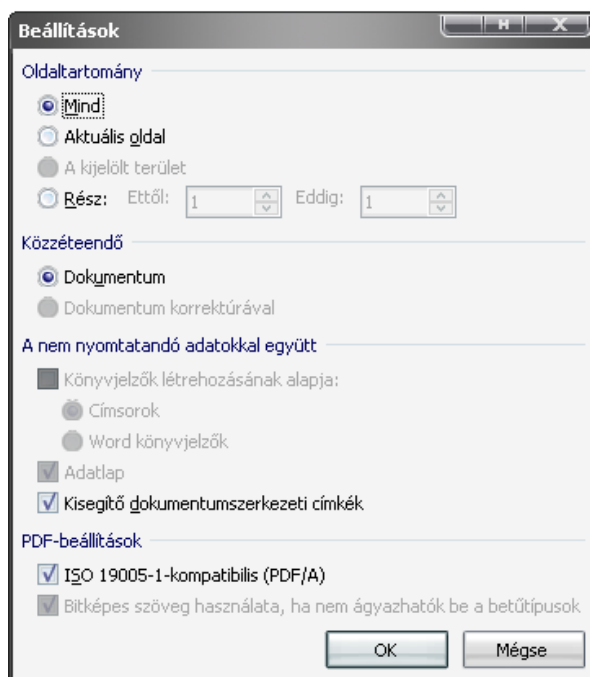 Beállítások
Oldaltartomány
Mind
Aktuális oldal
A kijelölt terület
Rész: Ettől: 1 Eddig: 1
Közzéteendő
Dokumentum
Dokumentum korrektúrával
A nem nyomtatandó adatokkal együtt
Könyvjelzők létrehozásának alapja:
Címsorok
Word könyvjelzők
Adatlap
Kisegítő dokumentumszerkezeti címkék
PDF-beállítások
ISO 19005-1-kompatibilis (PDF/A)
Bitképes szöveg használata, ha nem ágyazhatók be a betűtípusok
OK Mégse